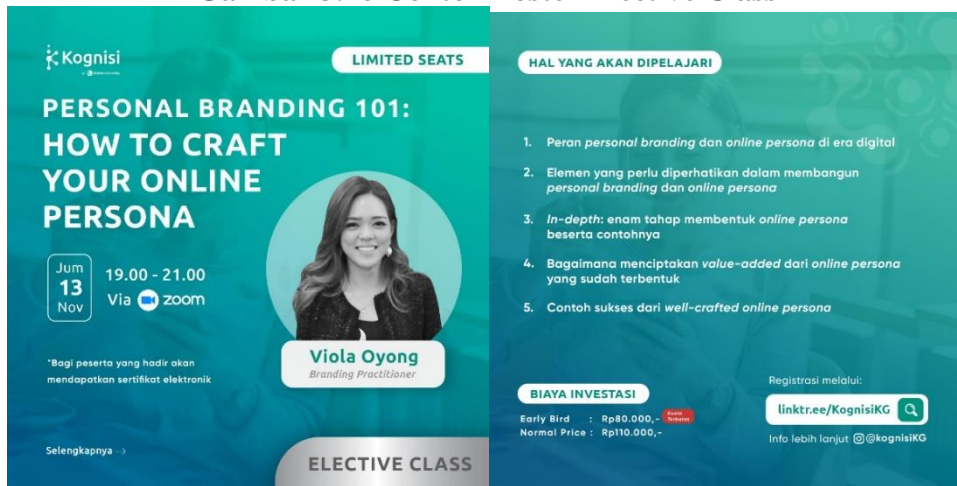 Kognisi
LIMITED SEATS
PERSONAL BRANDING 101:
HOW TO CRAFT
YOUR ONLINE
PERSONA
Jum
13
Nov
19.00 - 21.00
Via zoom
*Bagi peserta yang hadir akan
mendapatkan sertifikat elektronik
Viola Oyong
Branding Practitioner
Selengkapnya →
ELECTIVE CLASS
HAL YANG AKAN DIPELAJARI
1. Peran personal branding dan online persona di era digital
2. Elemen yang perlu diperhatikan dalam membangun
personal branding dan online persona
3. In-depth: enam tahap membentuk online persona
beserta contohnya
4. Bagaimana menciptakan value-added dari online persona
yang sudah terbentuk
5. Contoh sukses dari well-crafted online persona
BIAYA INVESTASI
Early Bird : Rp80.000,- Kuota Terbatas
Normal Price : Rp110.000,-
Registrasi melalui:
linktr.ee/KognisiKG
Info lebih lanjut @kognisiKG